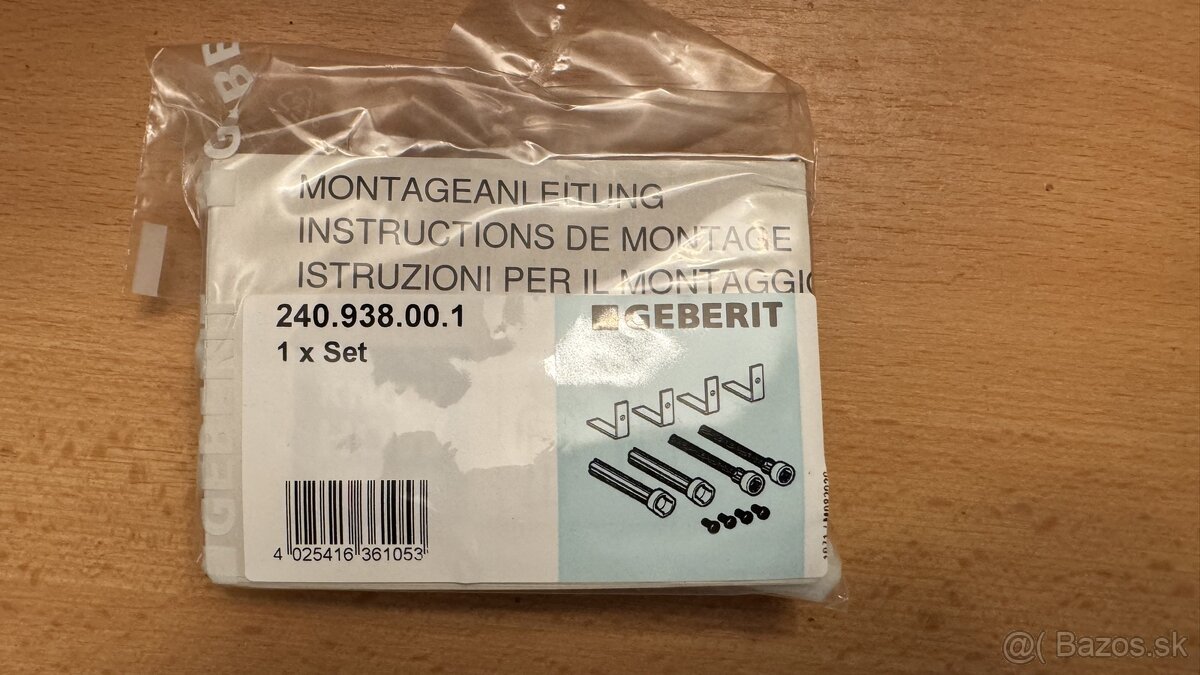 MONTAGEANLEITUNG
INSTRUCTIONS DE MONTAGE
ISTRUZIONI PER IL MONTAGGIO
240.938.00.1
1 x Set
GEBERIT
4 025416 361053
@( Bazos.sk